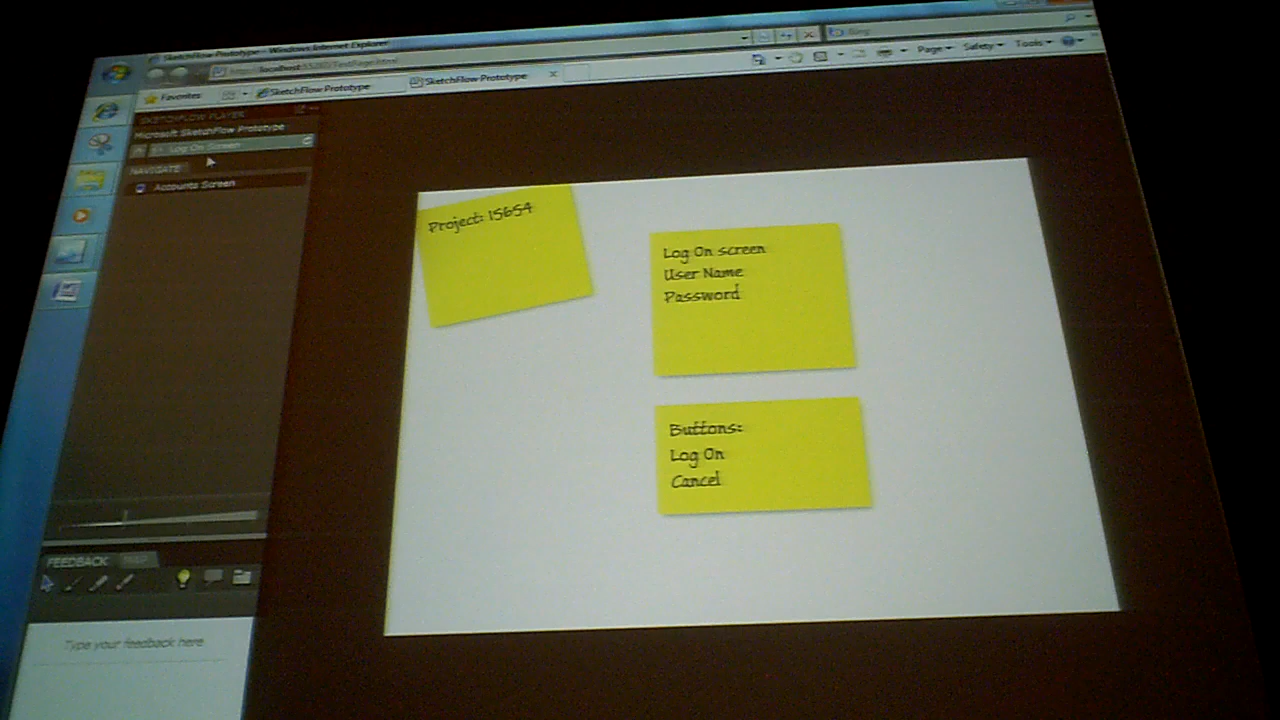 SketchFlow Prototype - Windows Internet Explorer
Favorites
SketchFlow Prototype
SketchFlow Prototype
Page
Safety
Tools
SKETCHFLOW PLAYER
Microsoft SketchFlow Prototype
Log On Screen
NAVIGATE
Accounts Screen
Project: 15654
Log On screen
User Name
Password
Buttons:
Log On
Cancel
FEEDBACK
Type your feedback here